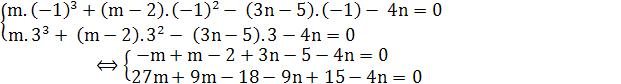 {m.(−1)³ + (m − 2).(−1)² − (3n − 5).(−1) − 4n = 0
m.3³ + (m − 2).3² − (3n − 5).3 − 4n = 0
⇔ {−m + m − 2 + 3n − 5 − 4n = 0
27m + 9m − 18 − 9n + 15 − 4n = 0